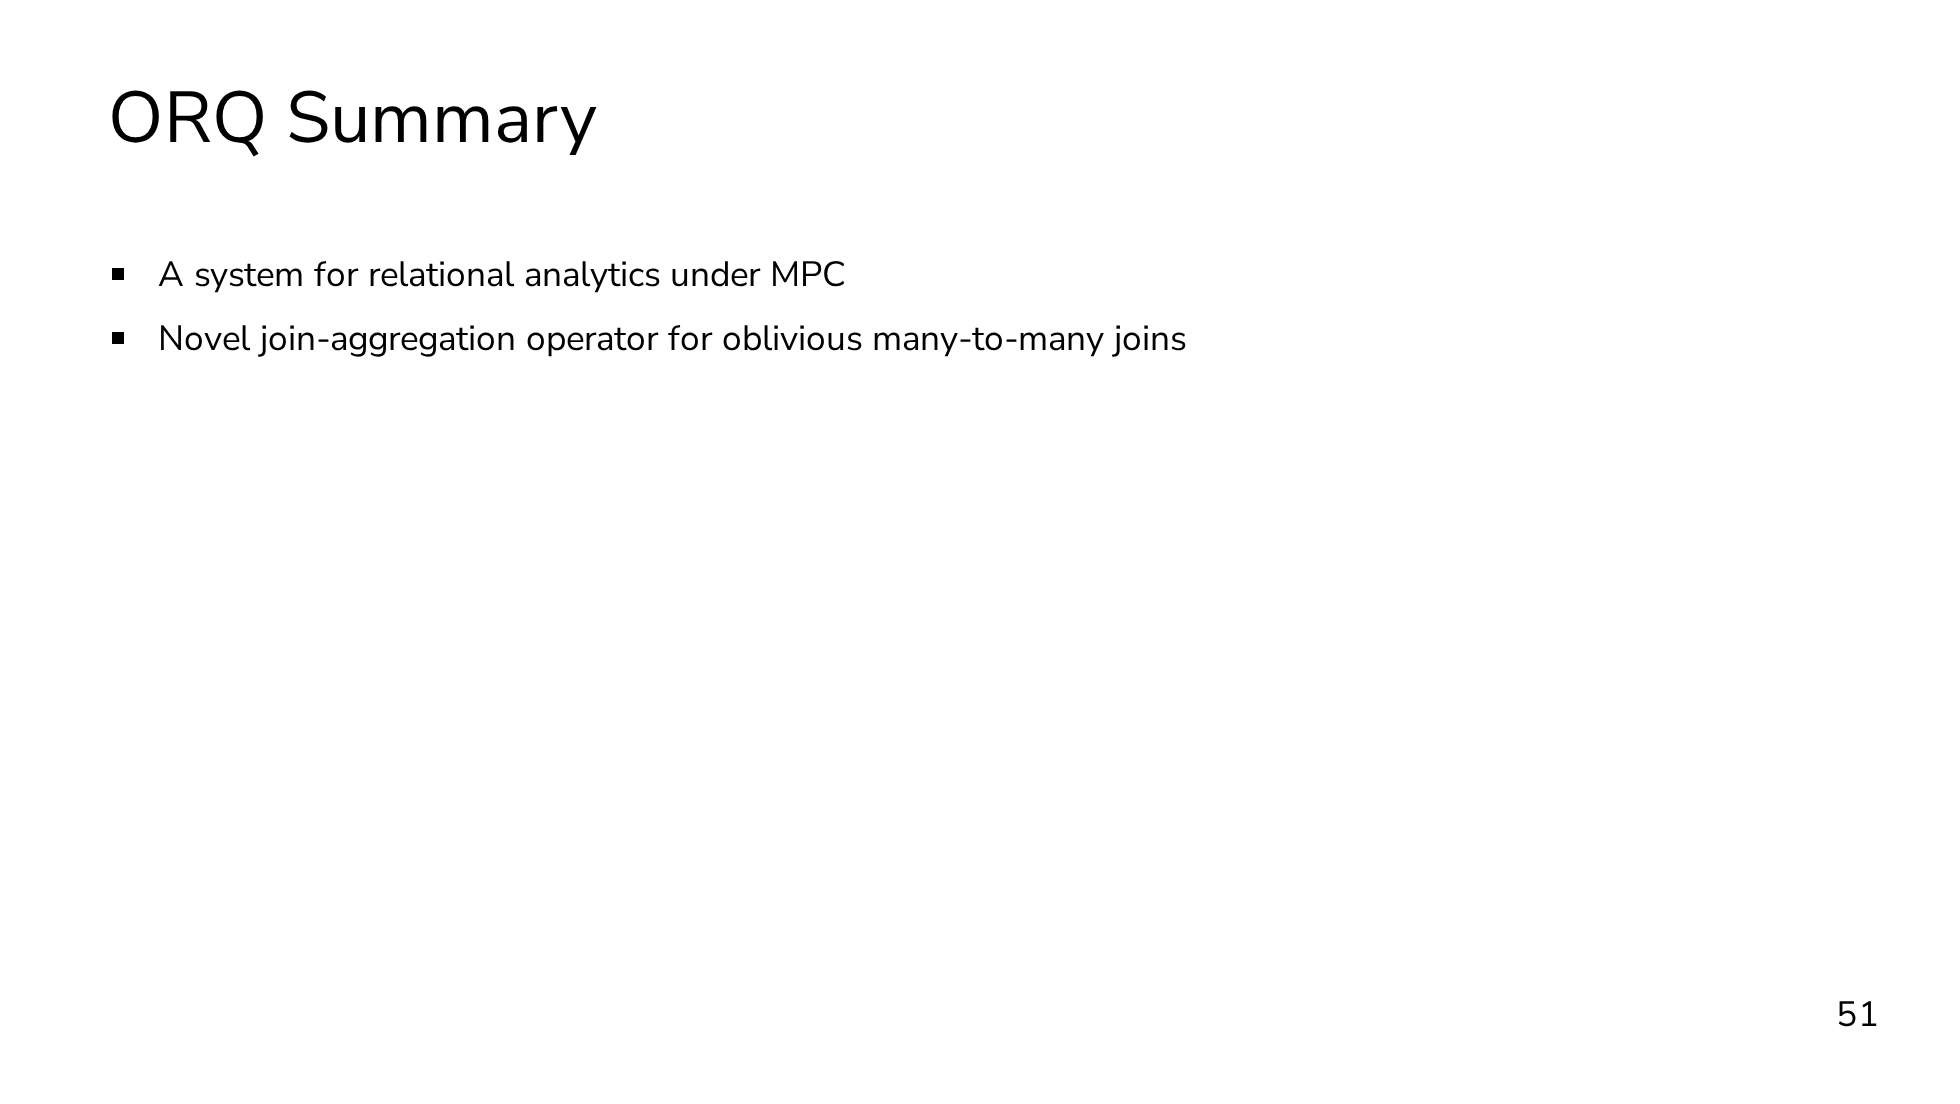 ORQ Summary
▪ A system for relational analytics under MPC
▪ Novel join-aggregation operator for oblivious many-to-many joins
51